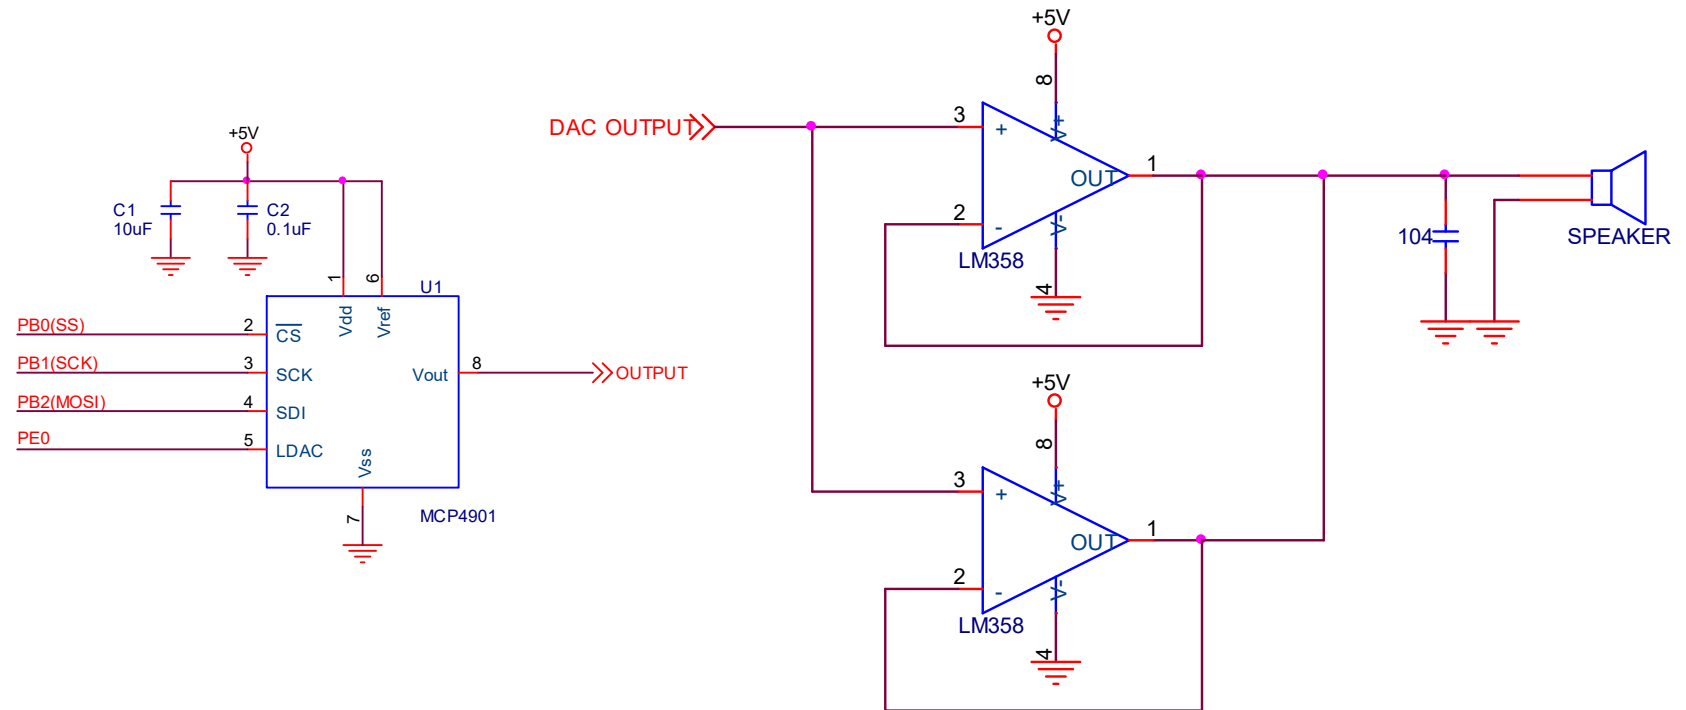 +5V
C1
10uF
C2
0.1uF
1
6
U1
Vdd
Vref
PB0(SS)
2
CS
PB1(SCK)
3
SCK
Vout
8
OUTPUT
PB2(MOSI)
4
SDI
PE0
5
LDAC
Vss
7
MCP4901
+5V
8
DAC OUTPUT
3
+
V+
OUT
1
2
-
V-
LM358
4
104
SPEAKER
+5V
8
3
+
V+
OUT
1
2
-
V-
LM358
4